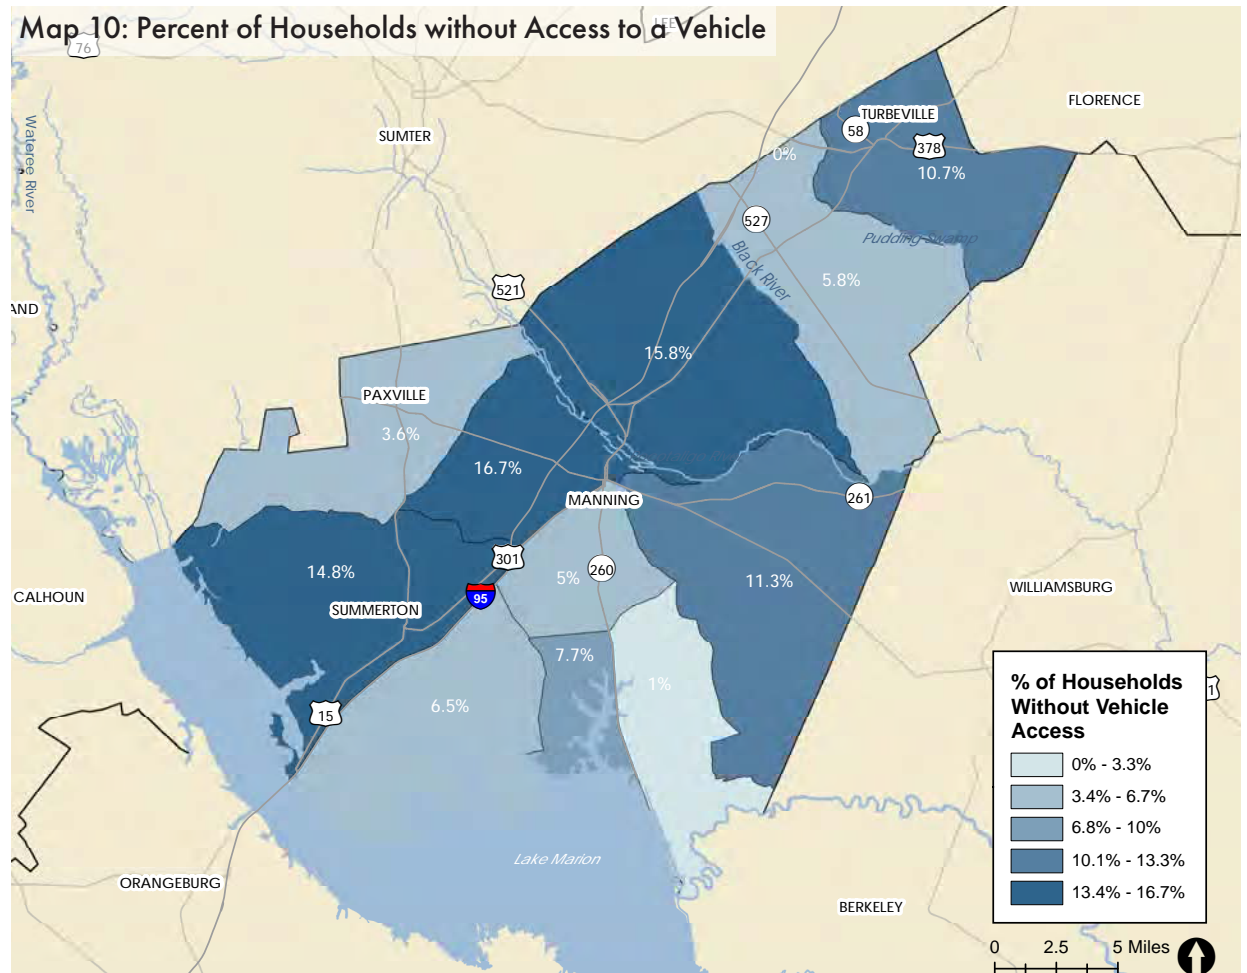 Map 10: Percent of Households without Access to a Vehicle
LEE
76
Wateree River
SUMTER
FLORENCE
TURBEVILLE
58
378
0%
10.7%
527
Pudding Swamp
Black River
5.8%
521
AND
15.8%
PAXVILLE
3.6%
16.7%
MANNING
261
301
14.8%
5%
260
11.3%
CALHOUN
SUMMERTON
95
WILLIAMSBURG
7.7%
1%
6.5%
15
1
% of Households
Without Vehicle
Access
0% - 3.3%
3.4% - 6.7%
6.8% - 10%
10.1% - 13.3%
13.4% - 16.7%
Lake Marion
ORANGEBURG
BERKELEY
0 2.5 5 Miles